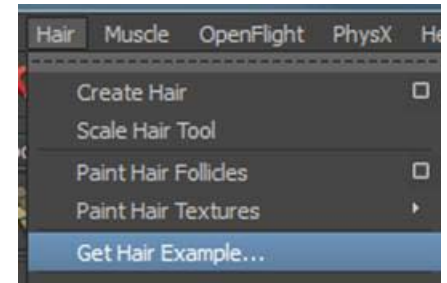 Hair Muscle OpenFlight PhysX
Create Hair
Scale Hair Tool
Paint Hair Follicles
Paint Hair Textures
Get Hair Example...